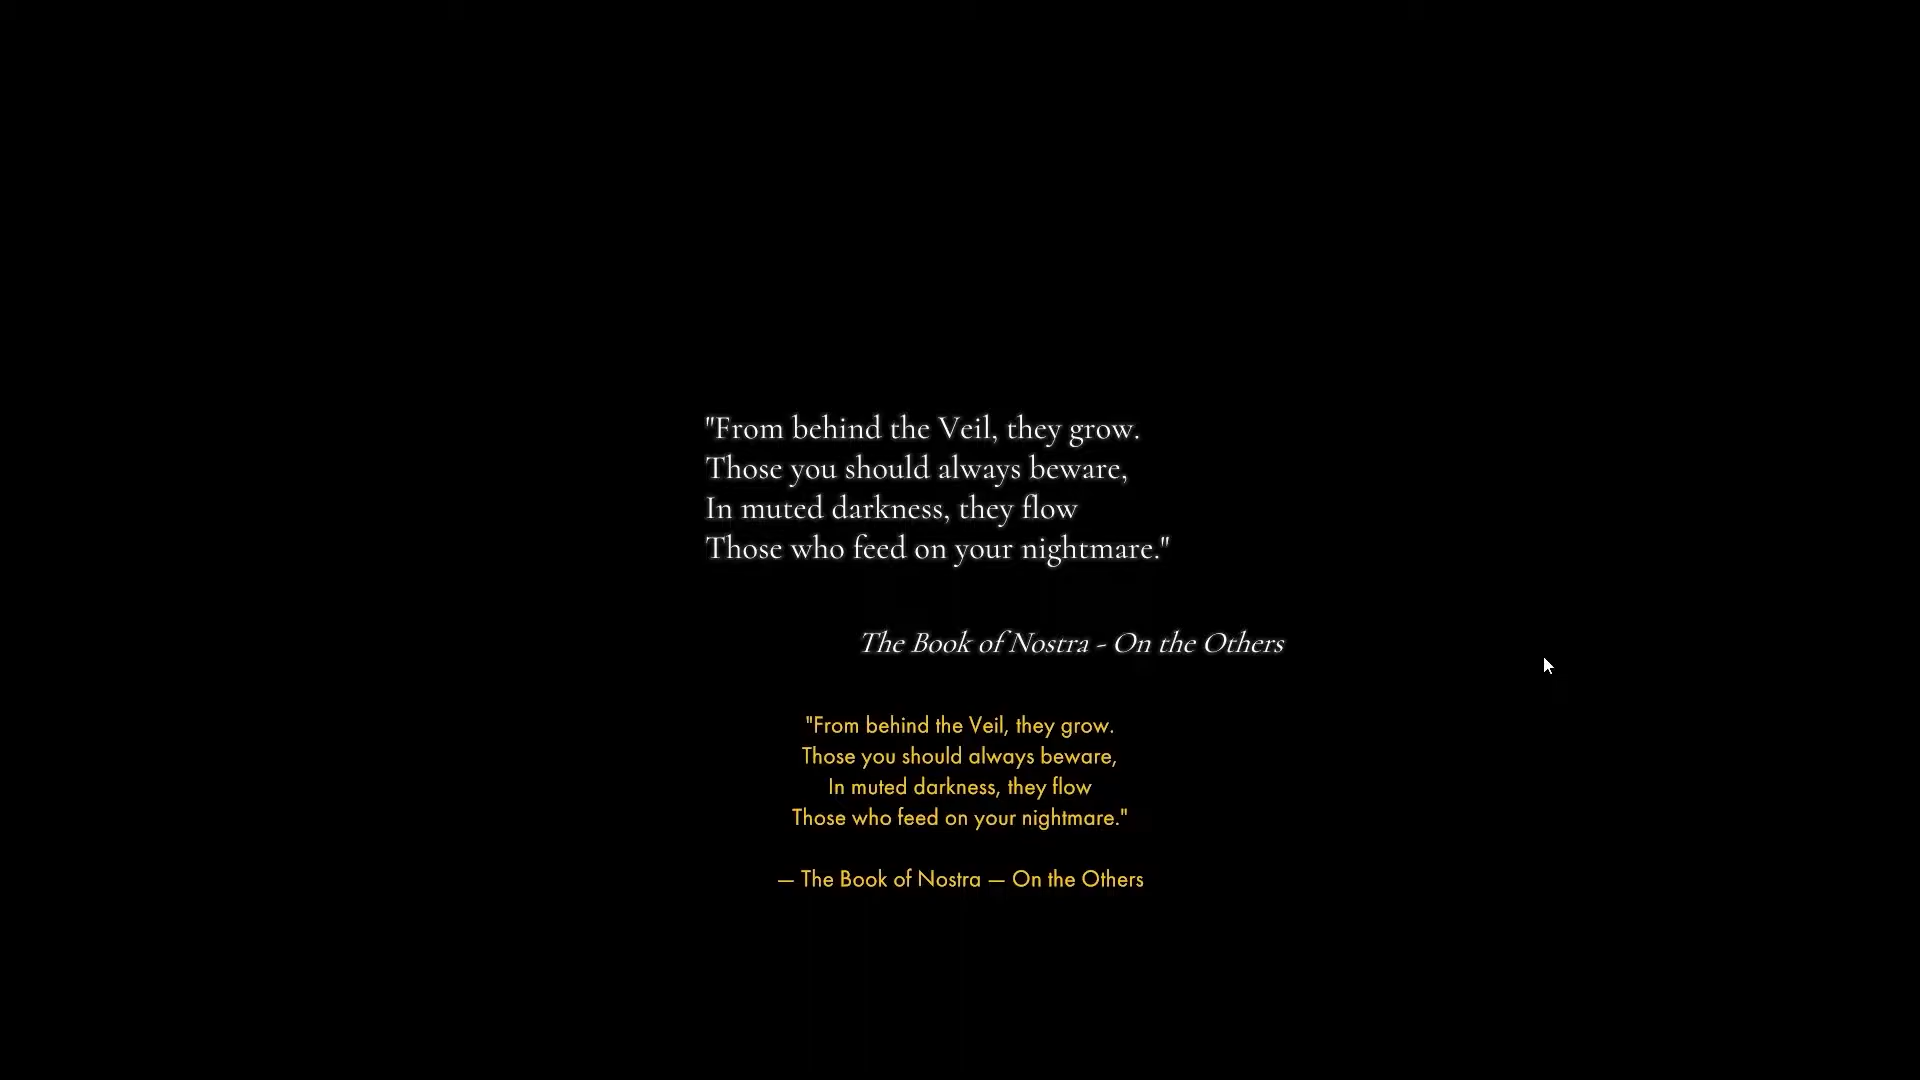 "From behind the Veil, they grow.
Those you should always beware,
In muted darkness, they flow
Those who feed on your nightmare."
The Book of Nostra - On the Others
"From behind the Veil, they grow.
Those you should always beware,
In muted darkness, they flow
Those who feed on your nightmare."
— The Book of Nostra — On the Others